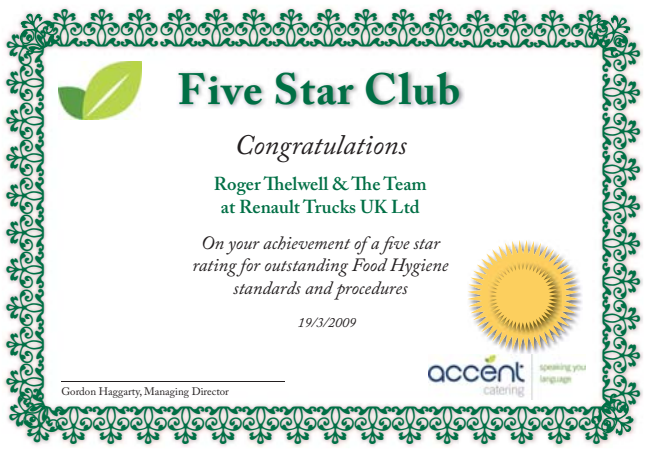 Five Star Club
Congratulations
Roger Thelwell & The Team
at Renault Trucks UK Ltd
On your achievement of a five star
rating for outstanding Food Hygiene
standards and procedures
19/3/2009
accent
catering
speaking you
language
Gordon Haggarty, Managing Director